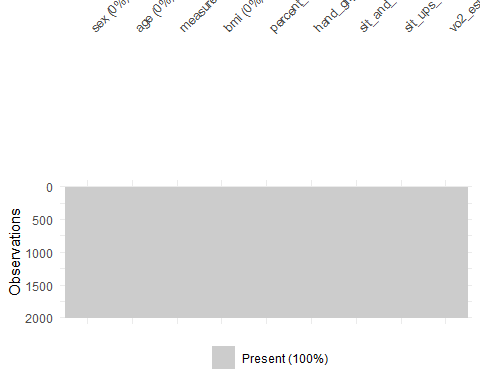 sex (0%)
age (0%)
measure
bmi (0%)
percent_
hand_g
sit_and_
sit_ups_
vo2_es
0
500
1000
1500
2000
Observations
Present (100%)